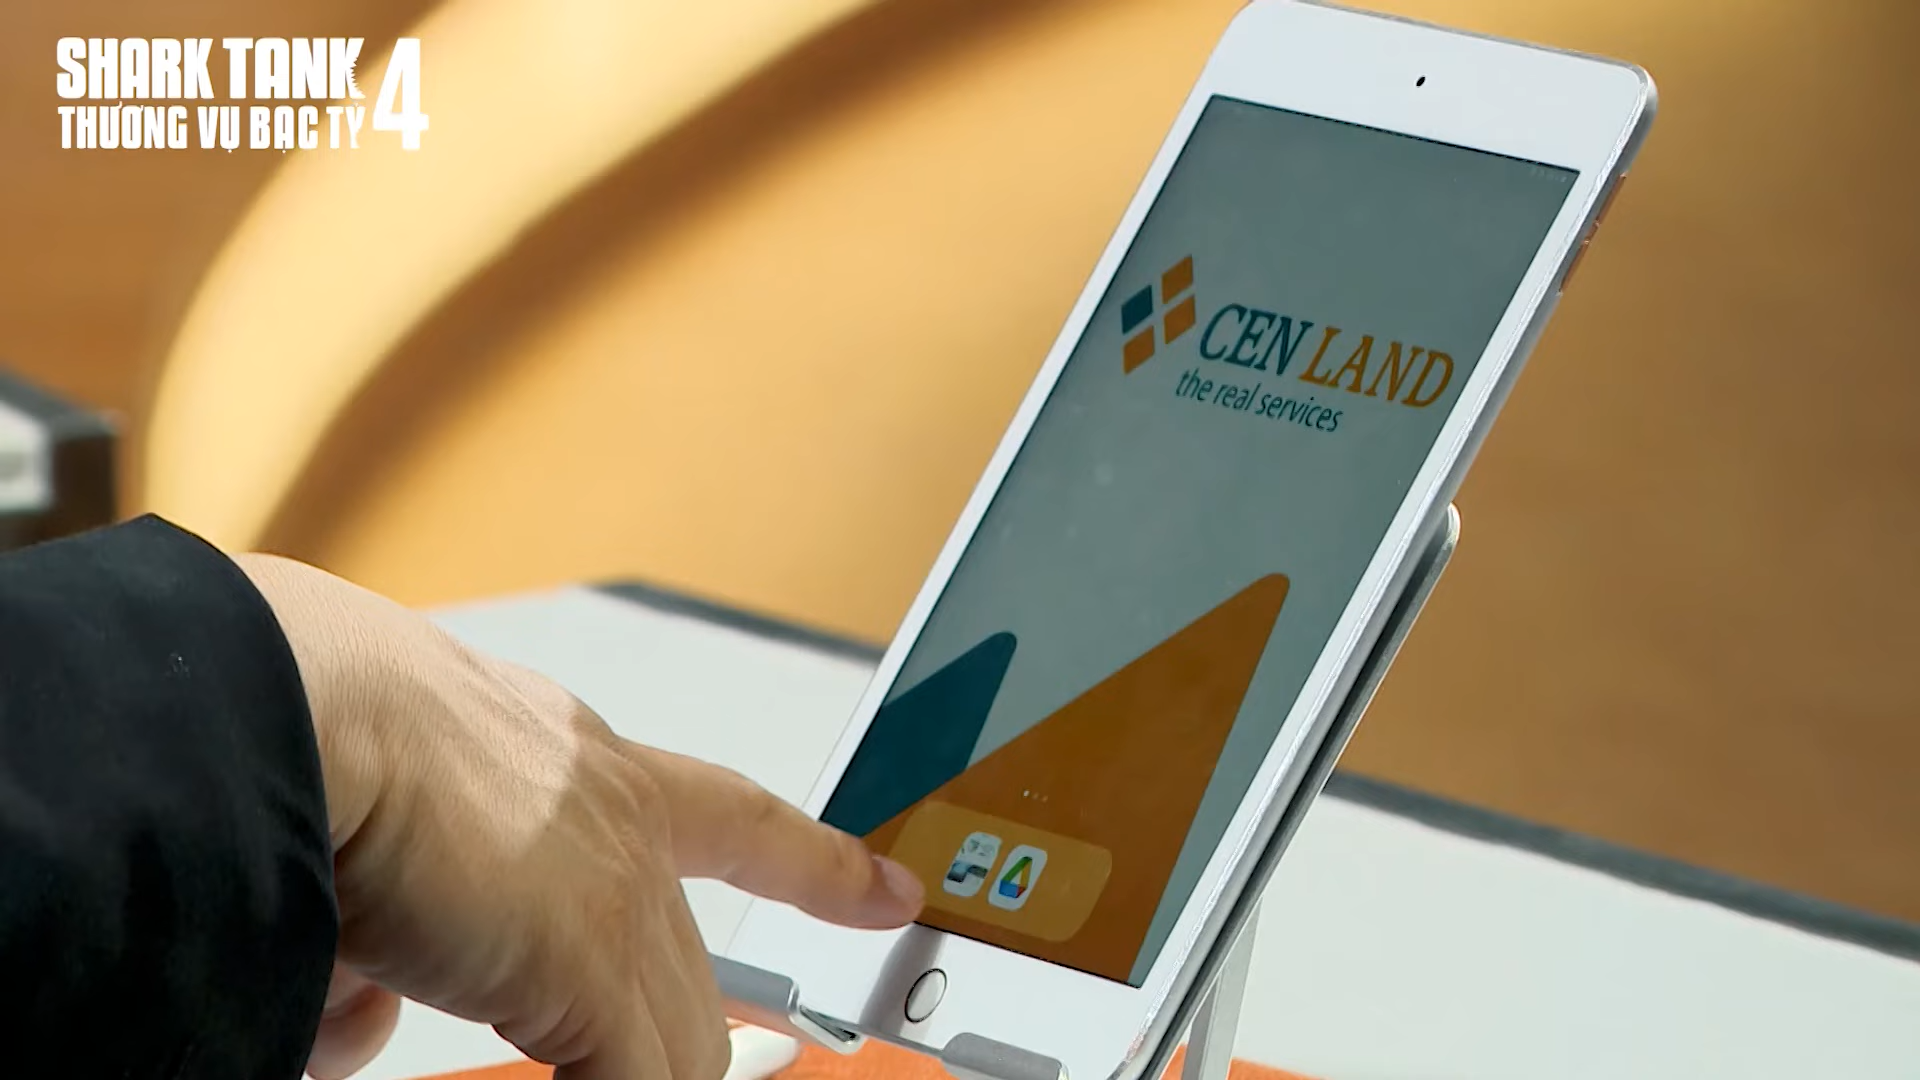 SHARK TANK
THƯƠNG VỤ BẠC TỶ 4
CEN LAND
the real services